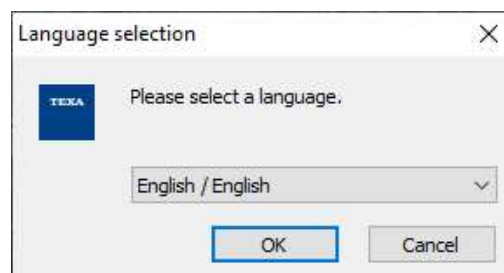 Language selection
TEXA
Please select a language.
English / English
OK
Cancel